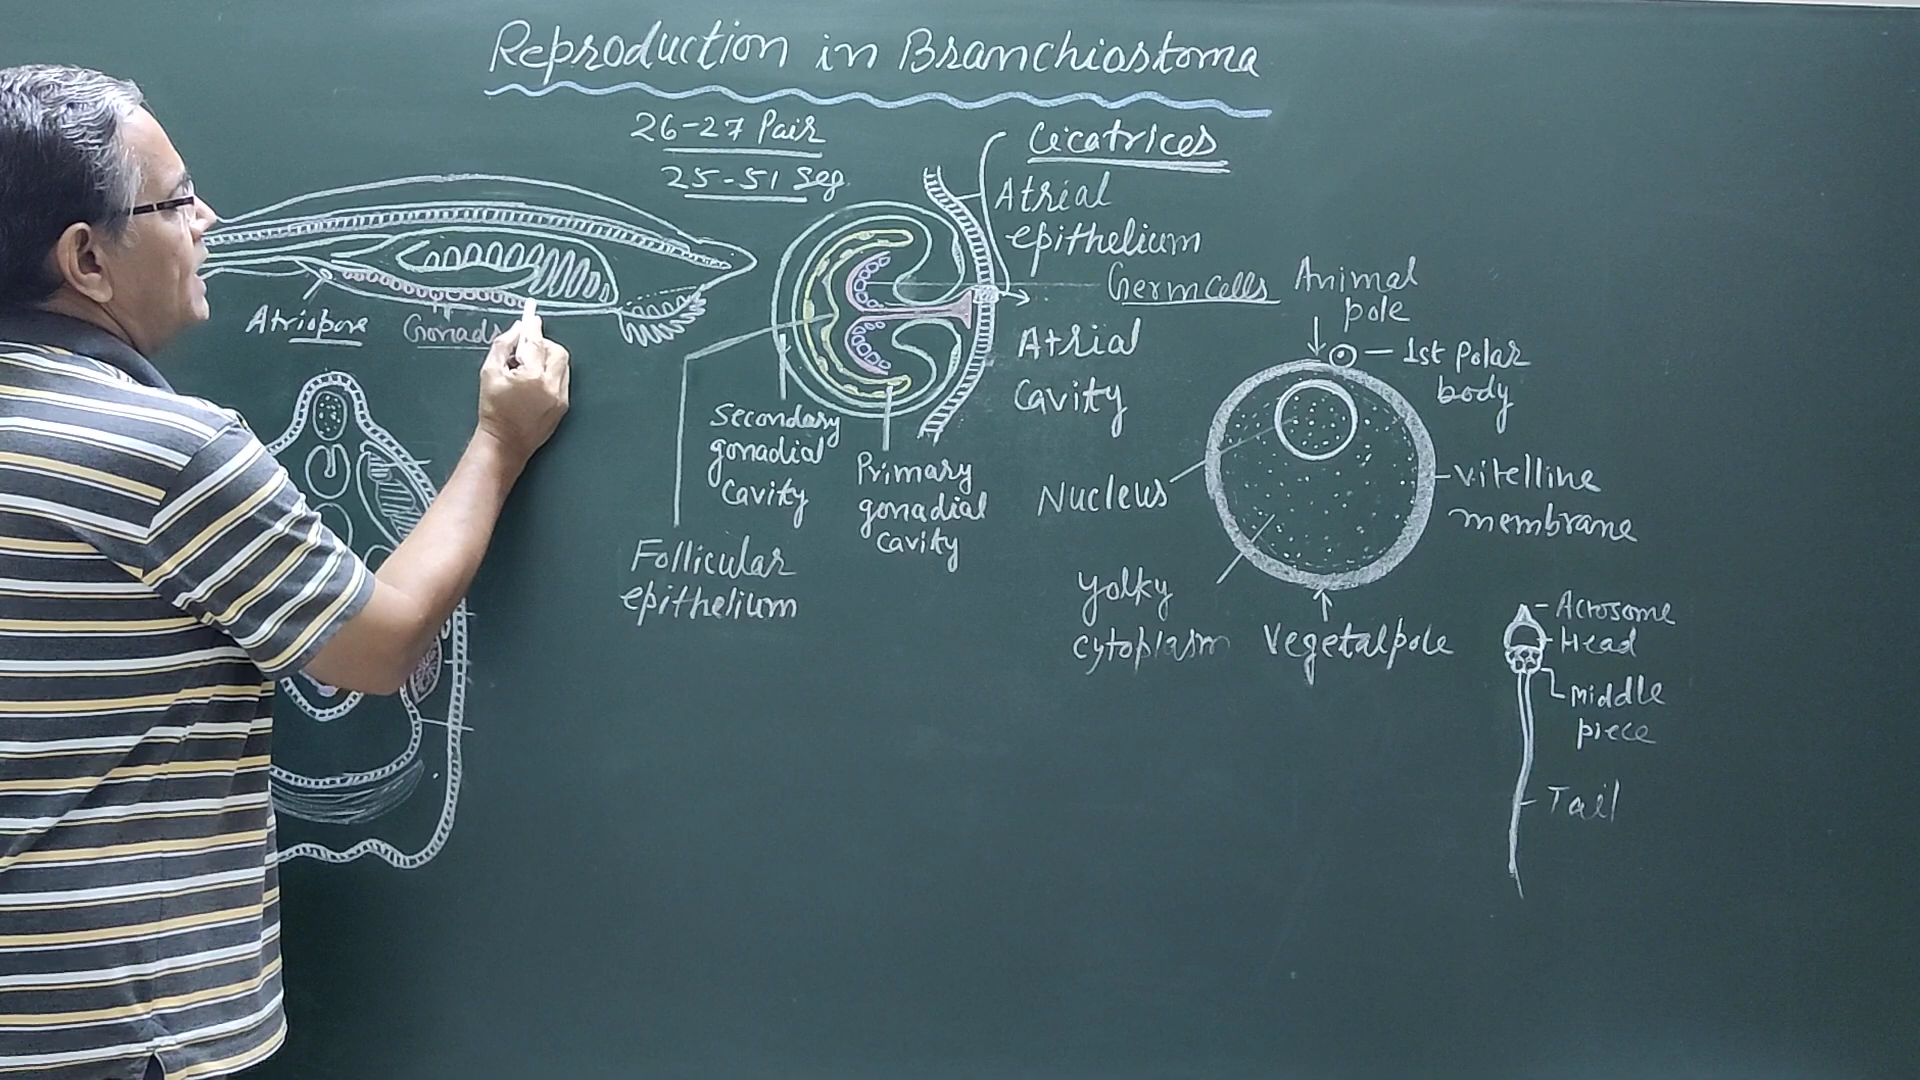 Reproduction in Branchiostoma
26-27 Pair
25-51 Seg.
Cicatrices
Atrial
epithelium
Germcells
Atriopore
Gonads
Atrial
Cavity
Secondary
gonadial
Cavity
Primary
gonadial
Cavity
Follicular
epithelium
Animal
pole
1st Polar
body
Nucleus
Vitelline
membrane
Yolky
cytoplasm
Vegetalpole
Acrosome
Head
Middle
piece
Tail